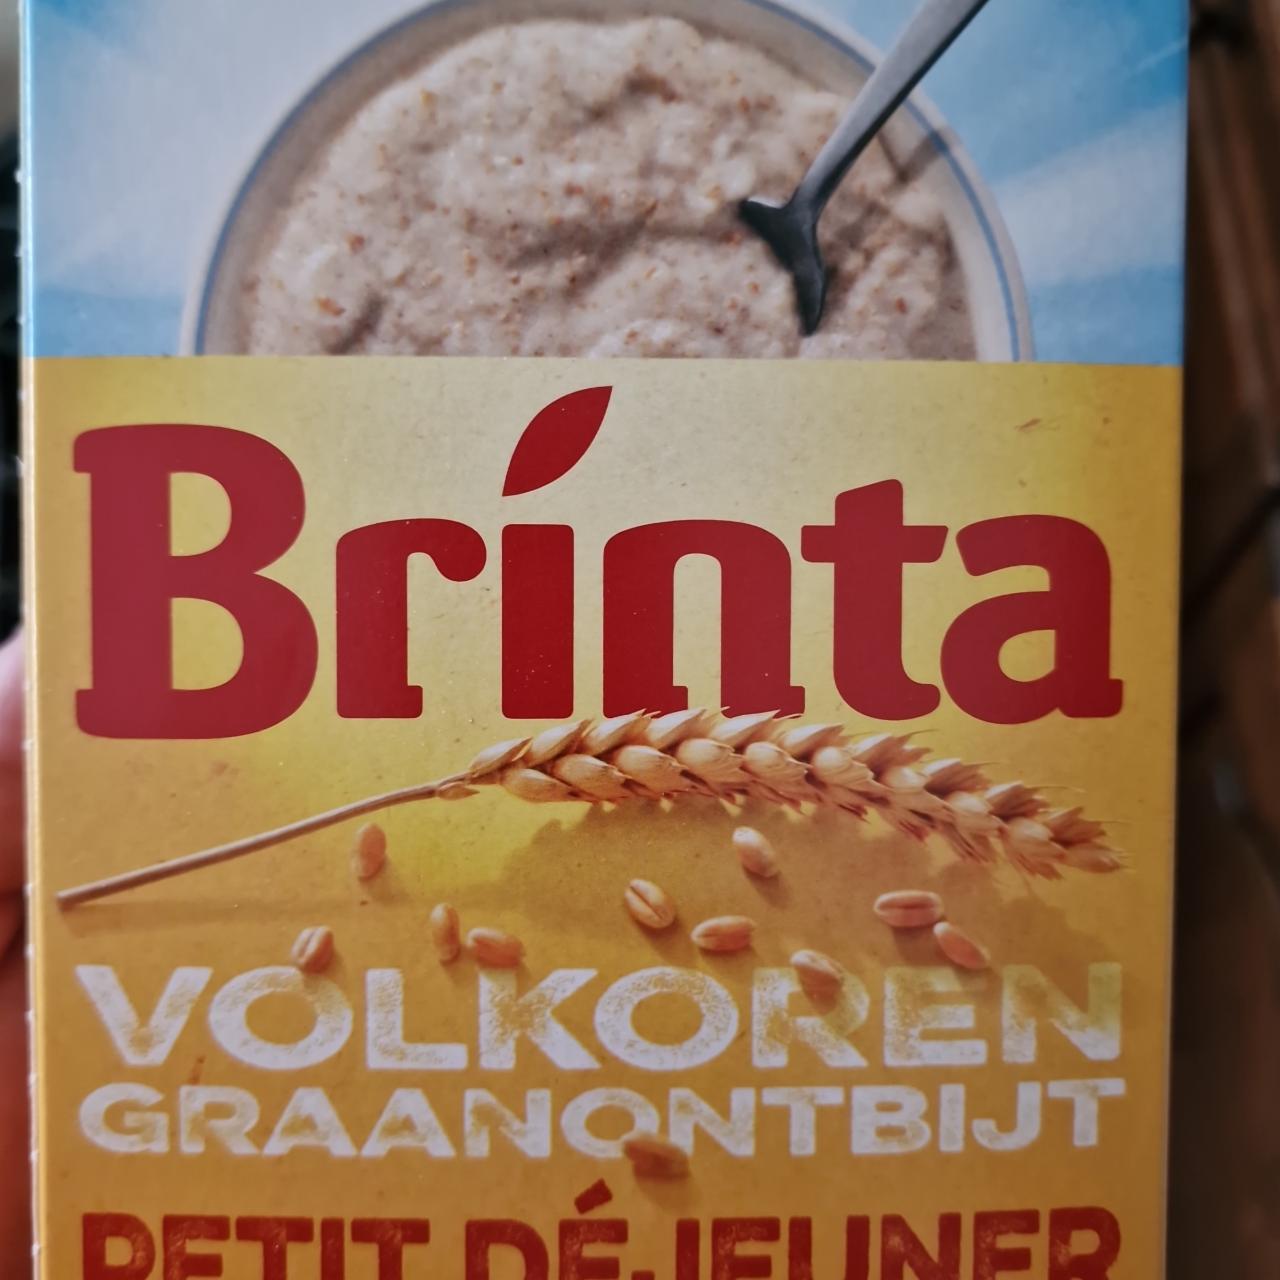 Brinta
VOLKOREN
GRAANONTBIJT
PETIT DÉJEUNER